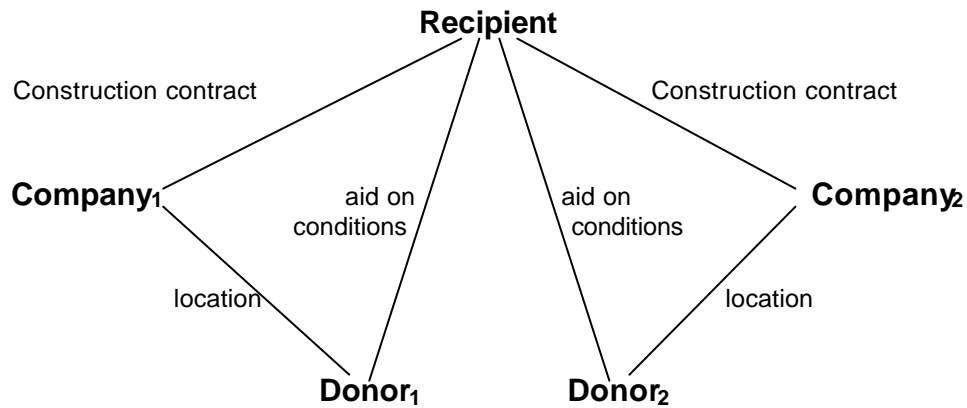 Recipient
Construction contract
Construction contract
Company₁
aid on
conditions
aid on
conditions
Company₂
location
location
Donor₁
Donor₂